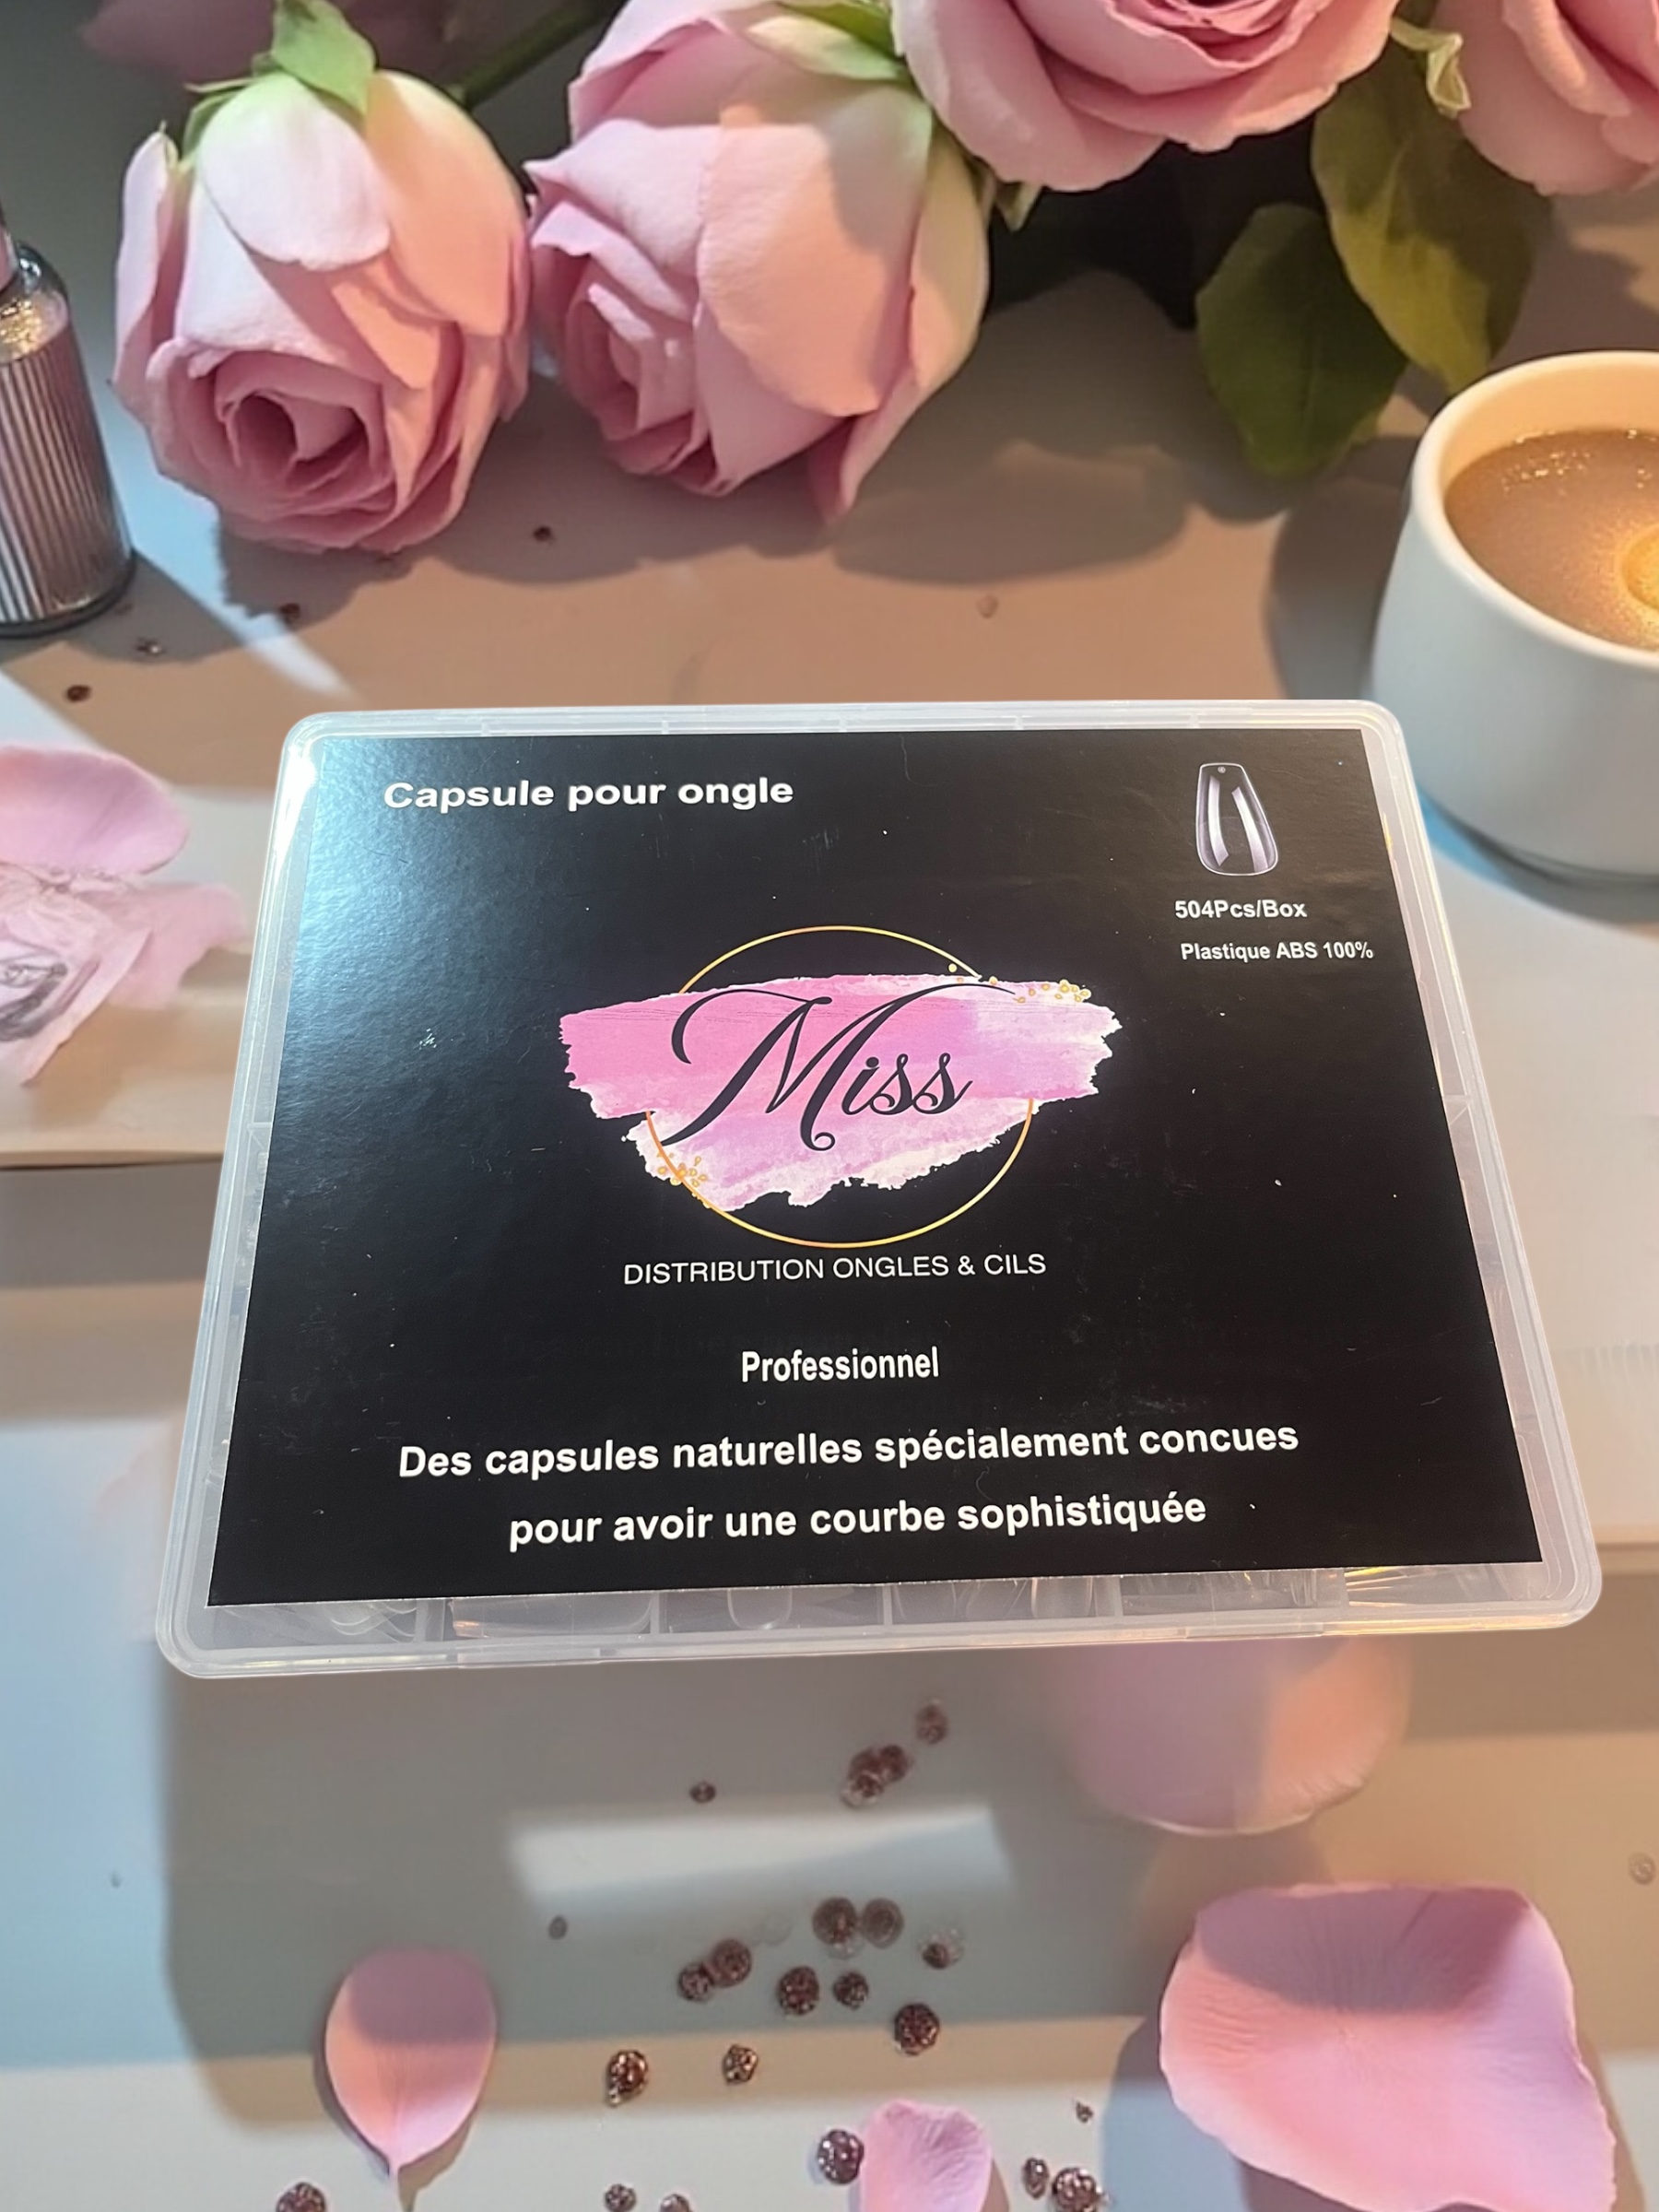 Capsule pour ongle
504Pcs/Box
Plastique ABS 100%
Miss
DISTRIBUTION ONGLES & CILS
Professionnel
Des capsules naturelles spécialement concues
pour avoir une courbe sophistiquée